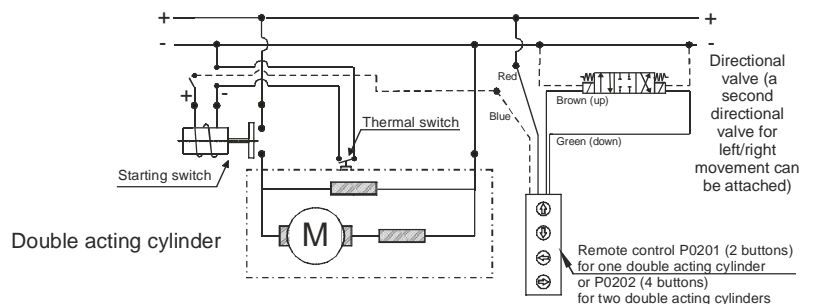 +
+
-
-
Red
Directional
valve (a
second
directional
valve for
left/right
movement can
be attached)
+
-
Brown (up)
Blue
Thermal switch
Green (down)
Starting switch
M
Double acting cylinder
Remote control P0201 (2 buttons)
for one double acting cylinder
or P0202 (4 buttons)
for two double acting cylinders